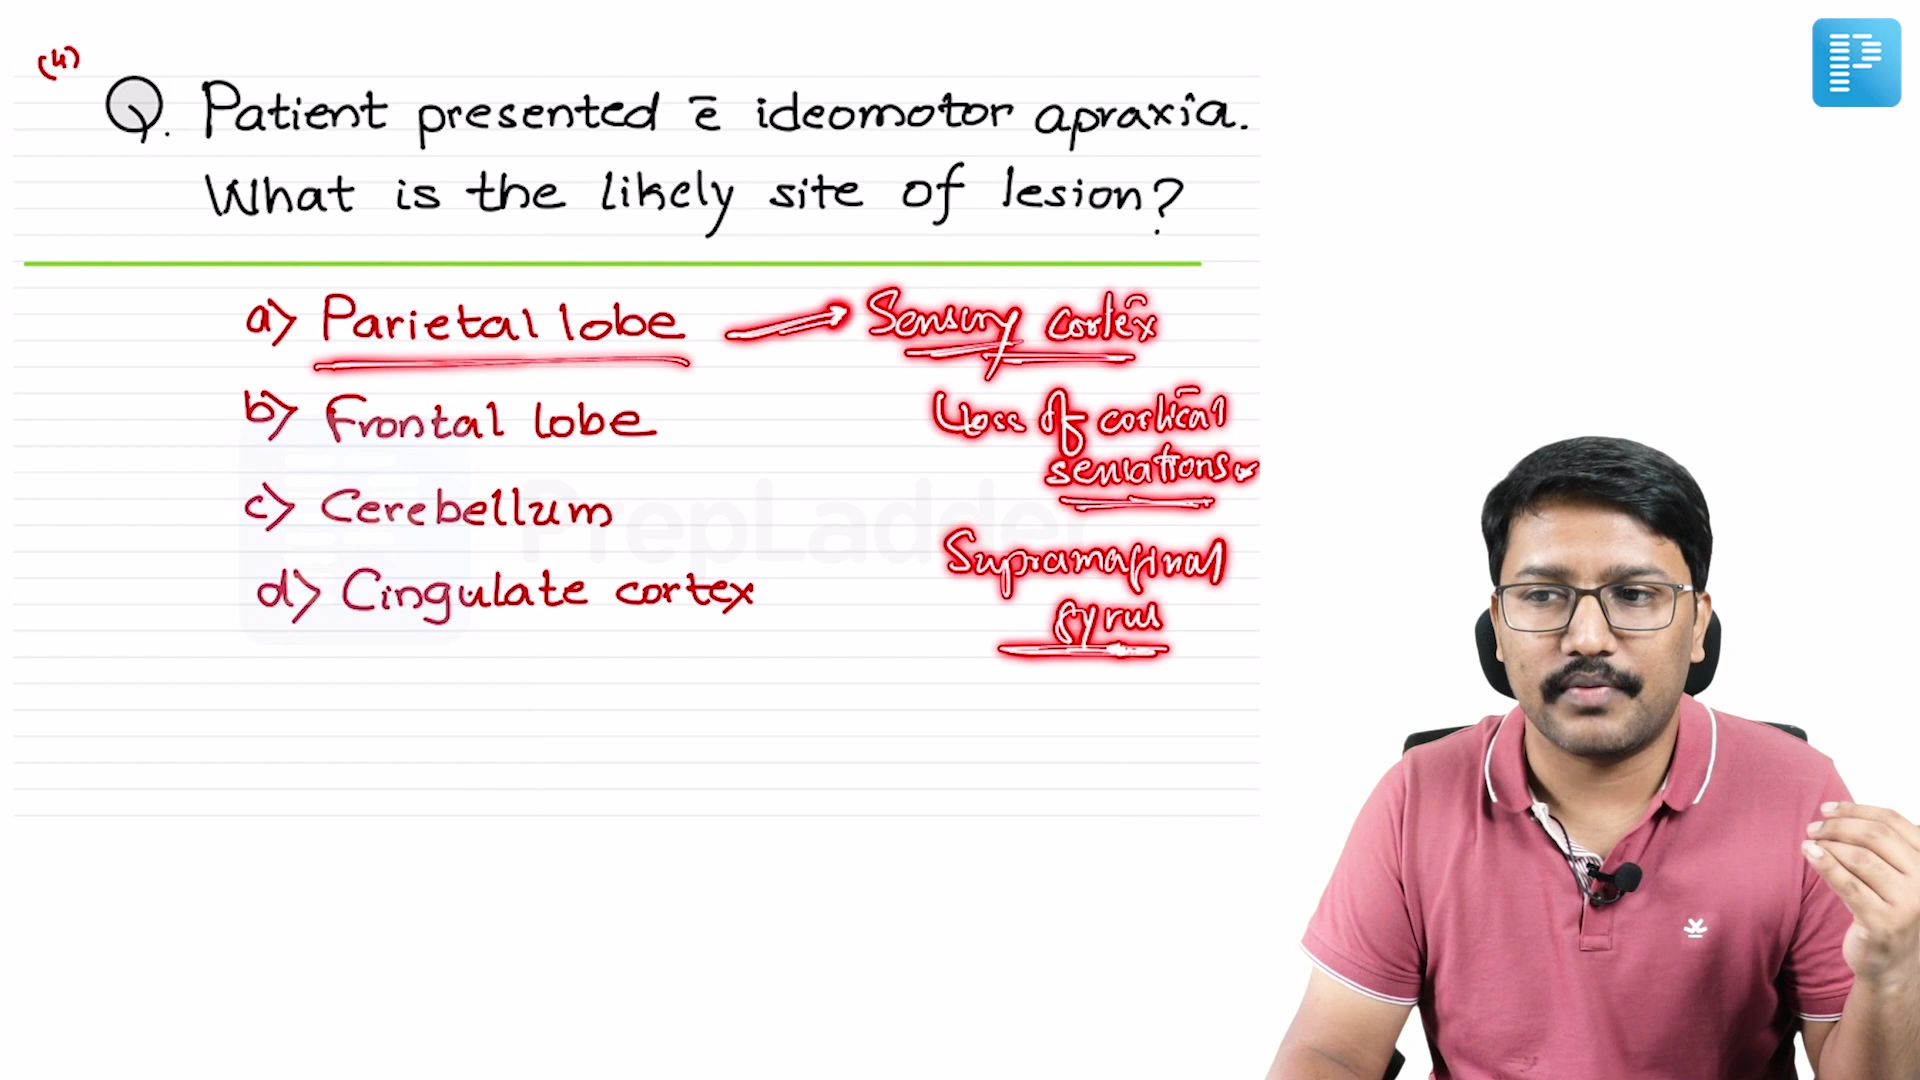 (4)
Q. Patient presented ē ideomotor apraxia.
What is the likely site of lesion?
a) Parietal lobe → Sensory cortex
b) Frontal lobe
Loss of cortical
sensations.
c) Cerebellum
PrepLadder
Supramarginal
gyrus
d) Cingulate cortex